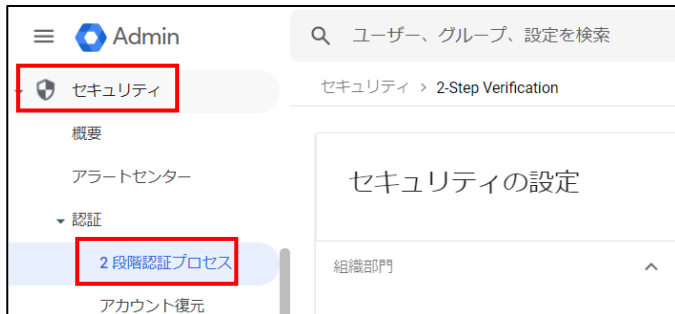 Admin
ユーザー、グループ、設定を検索
セキュリティ
概要
アラートセンター
認証
2 段階認証プロセス
アカウント復元
セキュリティ > 2-Step Verification
セキュリティの設定
組織部門